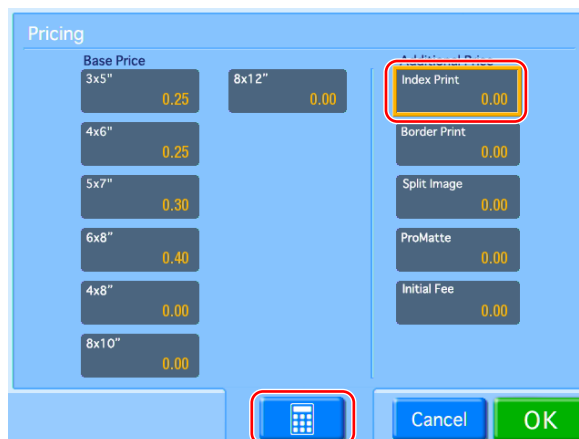 Pricing
Base Price
3x5"
0.25
4x6"
0.25
5x7"
0.30
6x8"
0.40
4x8"
0.00
8x10"
0.00
8x12"
0.00
Additional Price
Index Print
0.00
Border Print
0.00
Split Image
0.00
ProMatte
0.00
Initial Fee
0.00
Cancel
OK